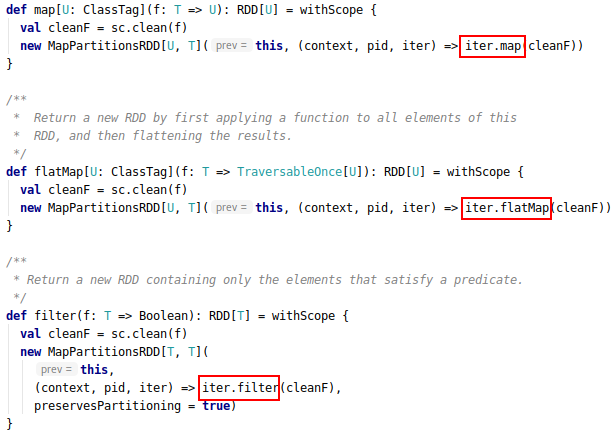 def map[U: ClassTag](f: T => U): RDD[U] = withScope {
  val cleanF = sc.clean(f)
  new MapPartitionsRDD[U, T]( prev = this, (context, pid, iter) => iter.map(cleanF))
}
/**
 *  Return a new RDD by first applying a function to all elements of this
 *  RDD, and then flattening the results.
 */
def flatMap[U: ClassTag](f: T => TraversableOnce[U]): RDD[U] = withScope {
  val cleanF = sc.clean(f)
  new MapPartitionsRDD[U, T]( prev = this, (context, pid, iter) => iter.flatMap(cleanF))
}
/**
 * Return a new RDD containing only the elements that satisfy a predicate.
 */
def filter(f: T => Boolean): RDD[T] = withScope {
  val cleanF = sc.clean(f)
  new MapPartitionsRDD[T, T](
    prev = this,
    (context, pid, iter) => iter.filter(cleanF),
    preservesPartitioning = true)
}